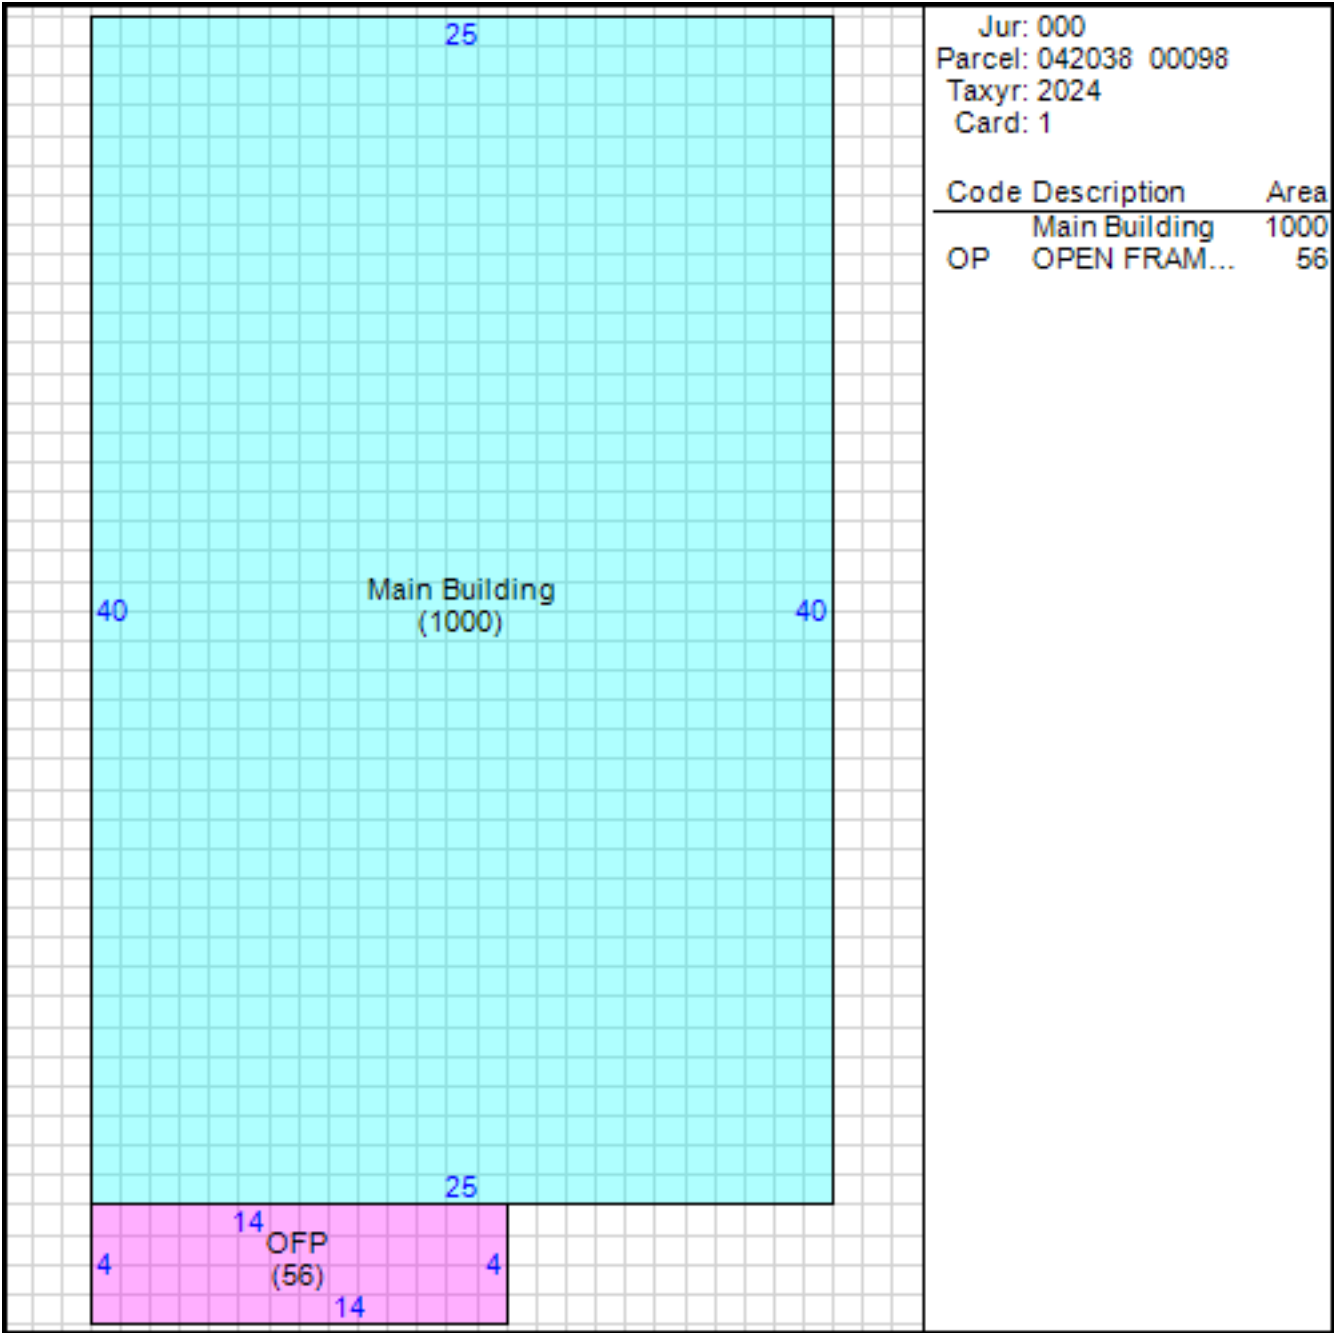 25
40
Main Building
(1000)
40
25
14
OFP
(56)
4
4
14
Jur: 000
Parcel: 042038 00098
Taxyr: 2024
Card: 1
Code Description Area
Main Building 1000
OP OPEN FRAM... 56